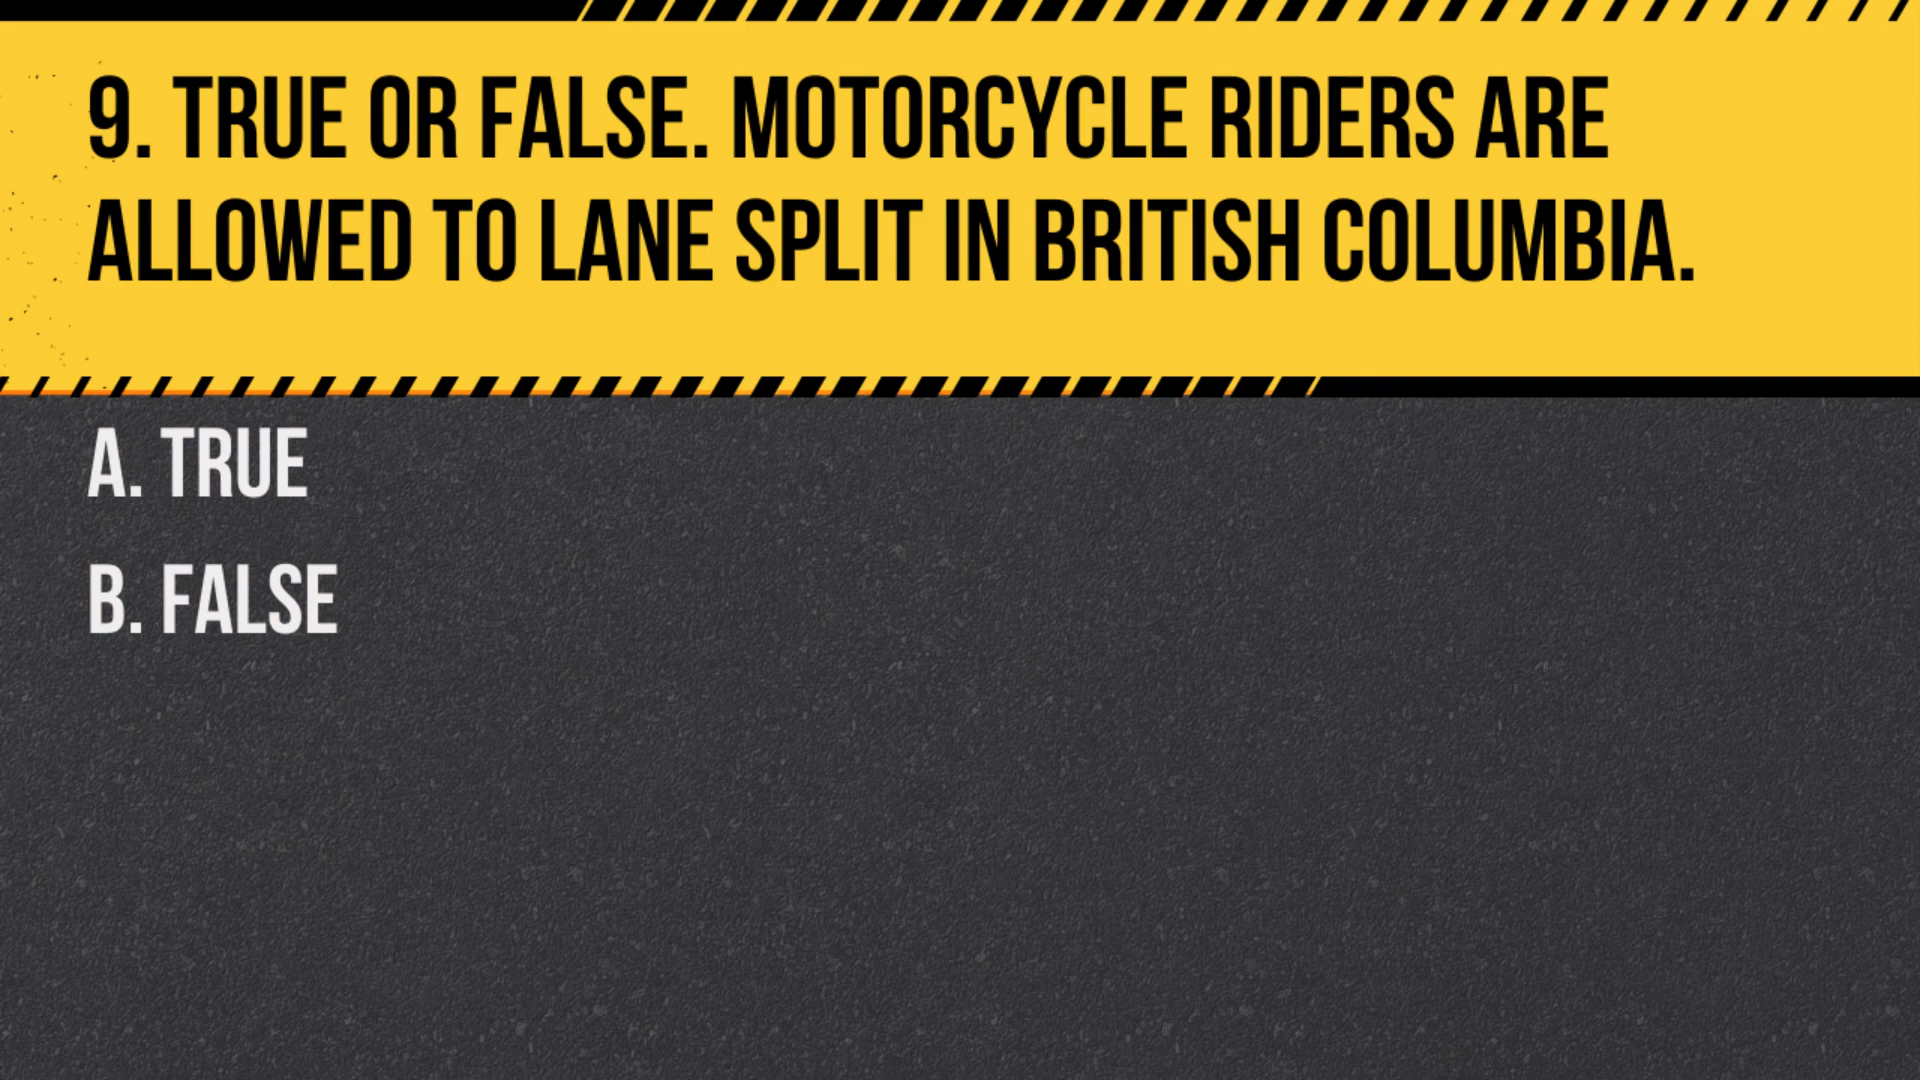 9. TRUE OR FALSE. MOTORCYCLE RIDERS ARE
ALLOWED TO LANE SPLIT IN BRITISH COLUMBIA.
A. TRUE
B. FALSE